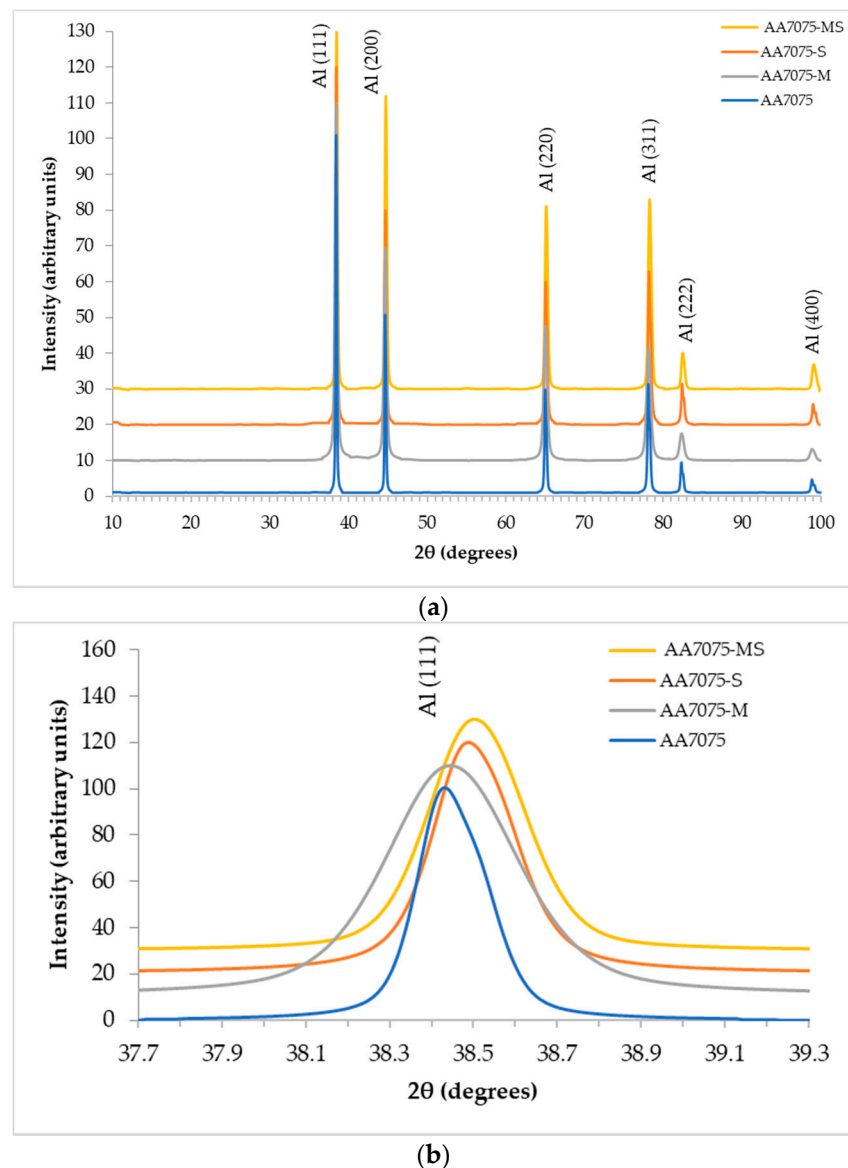 130
120
110
100
90
80
70
60
50
40
30
20
10
0
Intensity (arbitrary units)
Al (111)
Al (200)
Al (220)
Al (311)
Al (222)
Al (400)
AA7075-MS
AA7075-S
AA7075-M
AA7075
10 20 30 40 50 60 70 80 90 100
2θ (degrees)
(a)
160
140
120
100
80
60
40
20
0
Intensity (arbitrary units)
Al (111)
AA7075-MS
AA7075-S
AA7075-M
AA7075
37.7 37.9 38.1 38.3 38.5 38.7 38.9 39.1 39.3
2θ (degrees)
(b)